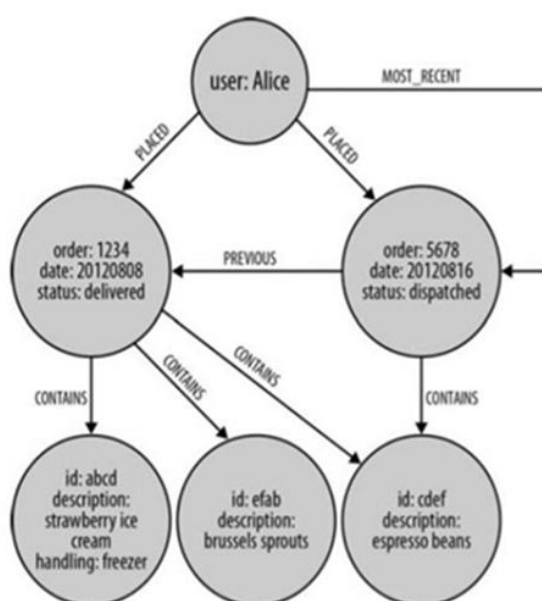 user: Alice
MOST_RECENT
PLACED
PLACED
order: 1234
date: 20120808
status: delivered
PREVIOUS
order: 5678
date: 20120816
status: dispatched
CONTAINS
CONTAINS
CONTAINS
CONTAINS
id: abcd
description:
strawberry ice
cream
handling: freezer
id: efab
description:
brussels sprouts
id: cdef
description:
espresso beans